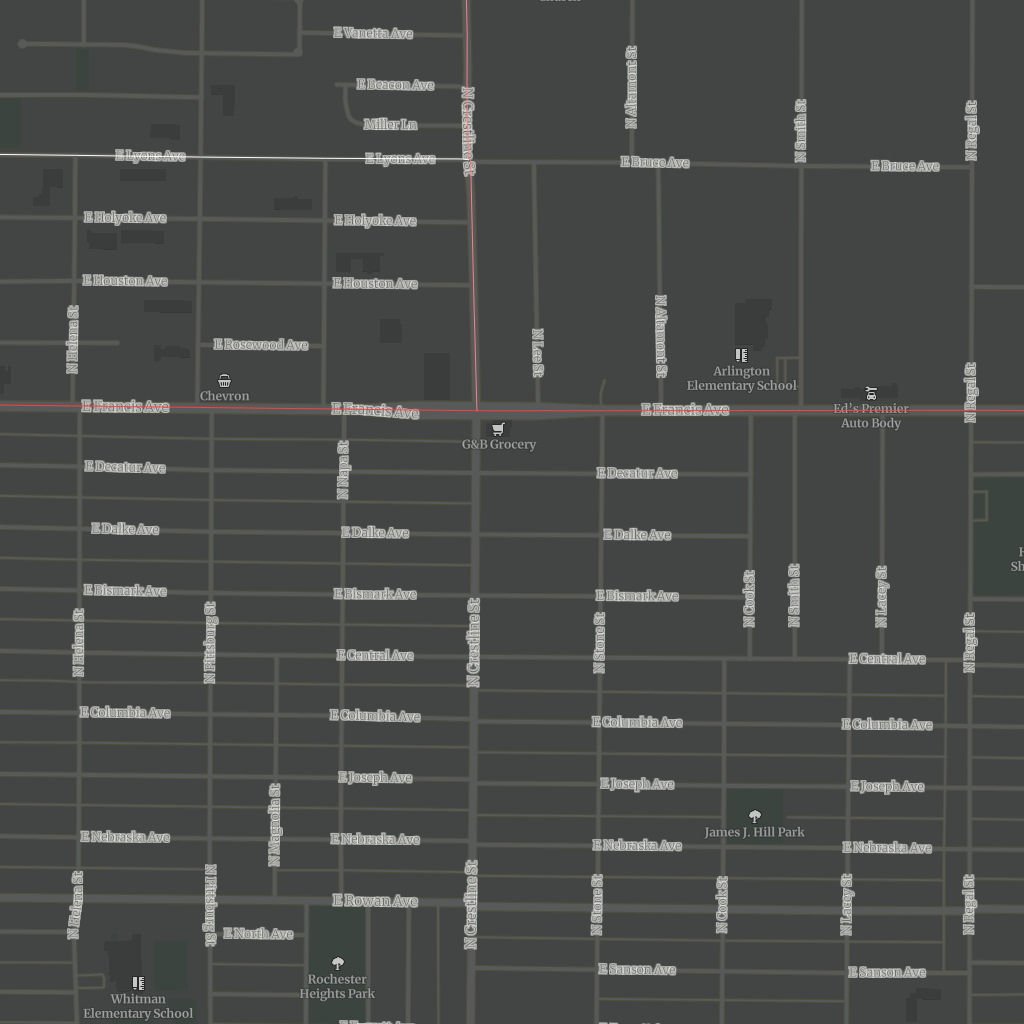 E Vanetta Ave
E Beacon Ave
N Altamont St
N Crestline St
N Smith St
N Regal St
Miller Ln
E Lyons Ave
E Lyons Ave
E Bruce Ave
E Bruce Ave
E Holyoke Ave
E Holyoke Ave
E Houston Ave
E Houston Ave
N Helena St
N Lee St
N Altamont St
E Rosewood Ave
Arlington
Elementary School
Chevron
N Regal St
E Francis Ave
E Francis Ave
E Francis Ave
Ed's Premier
Auto Body
G&B Grocery
E Decatur Ave
N Napa St
E Decatur Ave
E Dalke Ave
E Dalke Ave
E Dalke Ave
E Bismark Ave
E Bismark Ave
E Bismark Ave
N Cook St
N Smith St
N Lacey St
N Helena St
N Pittsburg St
N Crestline St
N Stone St
N Regal St
E Central Ave
E Central Ave
E Columbia Ave
E Columbia Ave
E Columbia Ave
E Columbia Ave
E Joseph Ave
E Joseph Ave
E Joseph Ave
N Magnolia St
James J. Hill Park
E Nebraska Ave
E Nebraska Ave
E Nebraska Ave
E Nebraska Ave
N Helena St
N Pittsburg St
E Rowan Ave
N Crestline St
N Stone St
N Cook St
N Lacey St
N Regal St
E North Ave
E Sanson Ave
E Sanson Ave
Rochester
Heights Park
Whitman
Elementary School